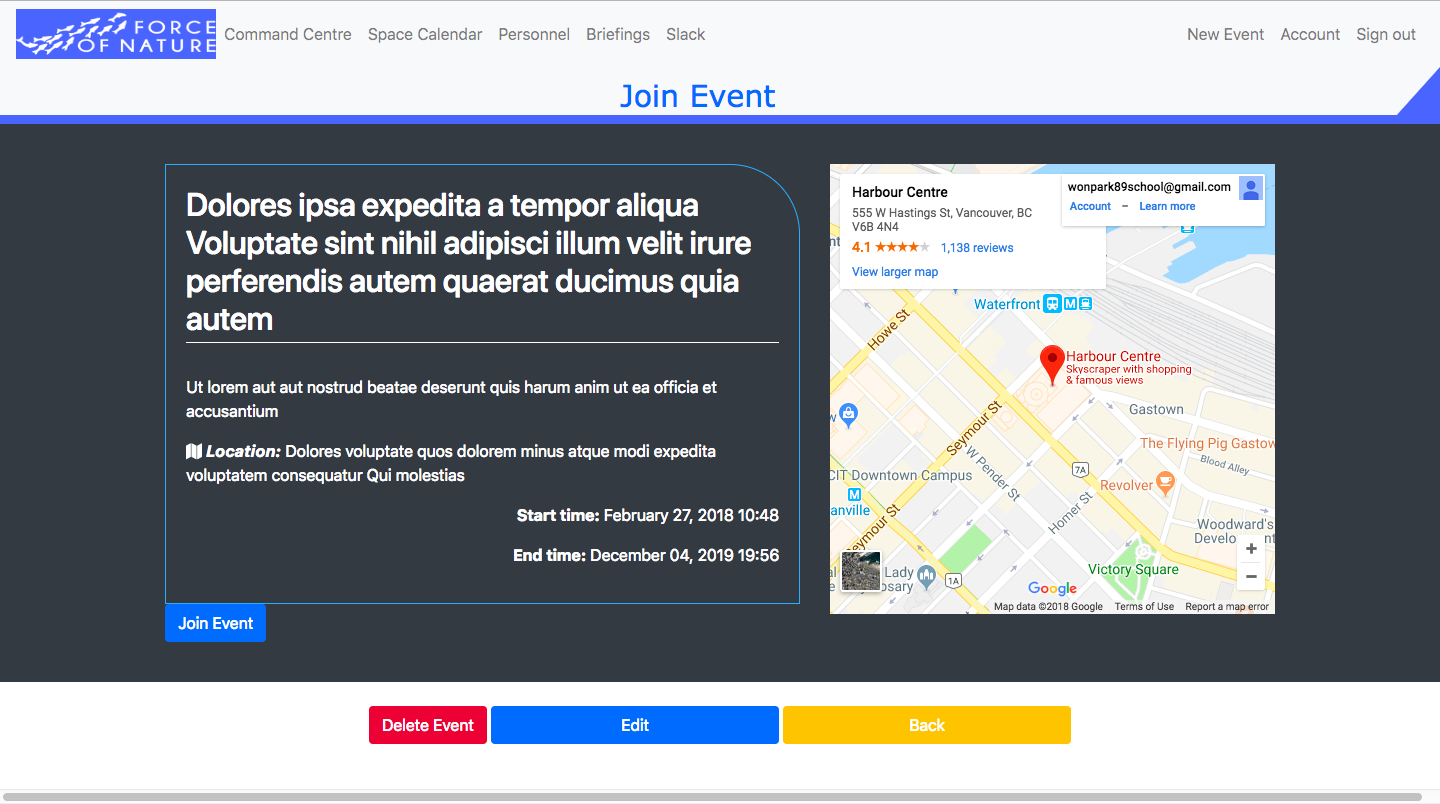 FORCE
OF NATURE
Command Centre Space Calendar Personnel Briefings Slack
New Event Account Sign out
Join Event
Dolores ipsa expedita a tempor aliqua
Voluptate sint nihil adipisci illum velit irure
perferendis autem quaerat ducimus quia
autem
Ut lorem aut aut nostrud beatae deserunt quis harum anim ut ea officia et
accusantium
Location: Dolores voluptate quos dolorem minus atque modi expedita
voluptatem consequatur Qui molestias
Start time: February 27, 2018 10:48
End time: December 04, 2019 19:56
Join Event
Harbour Centre
555 W Hastings St, Vancouver, BC
V6B 4N4
4.1 ★★★★★ 1,138 reviews
View larger map
wonpark89school@gmail.com
Account – Learn more
Waterfront M
Howe St
Harbour Centre
Skyscraper with shopping
& famous views
Gastown
Seymour St
The Flying Pig Gastow
Blood Alley
W Pender St
7A
CIT Downtown Campus
Revolver
M
anville
Homer St
Seymour St
Woodward's
Development
Victory Square
Lady
osary
1A
+
−
Google
Map data ©2018 Google Terms of Use Report a map error
Delete Event Edit Back